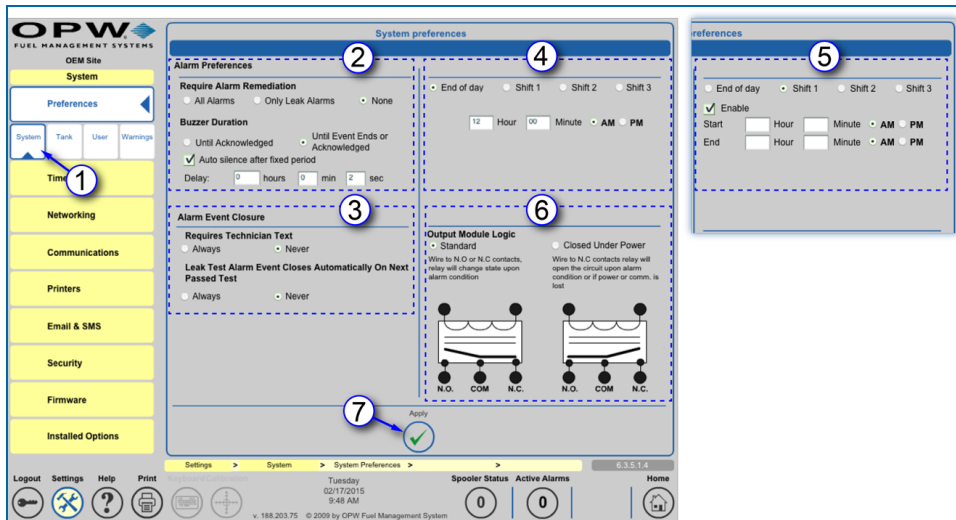 OPW
FUEL MANAGEMENT SYSTEMS
OEM Site
System
Preferences
System Tank User Warnings
1
Time
Networking
Communications
Printers
Email & SMS
Security
Firmware
Installed Options
System preferences
2
Alarm Preferences
Require Alarm Remediation
All Alarms Only Leak Alarms None
Buzzer Duration
Until Acknowledged Until Event Ends or
Acknowledged
Auto silence after fixed period
Delay: 0 hours 0 min 2 sec
3
Alarm Event Closure
Requires Technician Text
Always Never
Leak Test Alarm Event Closes Automatically On Next
Passed Test
Always Never
4
End of day Shift 1 Shift 2 Shift 3
12 Hour 00 Minute AM PM
6
Output Module Logic
Standard Closed Under Power
Wire to N.O or N.C contacts,
relay will change state upon
alarm condition
Wire to N.C contacts relay will
open the circuit upon alarm
condition or if power or comm. is
lost
N.O. COM N.C. N.O. COM N.C.
7
Apply
Settings > System > System Preferences > > 6.3.5.1.4
Logout Settings Help Print Keyboard Calibration
Tuesday
02/17/2015
9:48 AM
v. 188.203.75 © 2009 by OPW Fuel Management System
Spooler Status Active Alarms Home
0 0
preferences
5
End of day Shift 1 Shift 2 Shift 3
Enable
Start Hour Minute AM PM
End Hour Minute AM PM